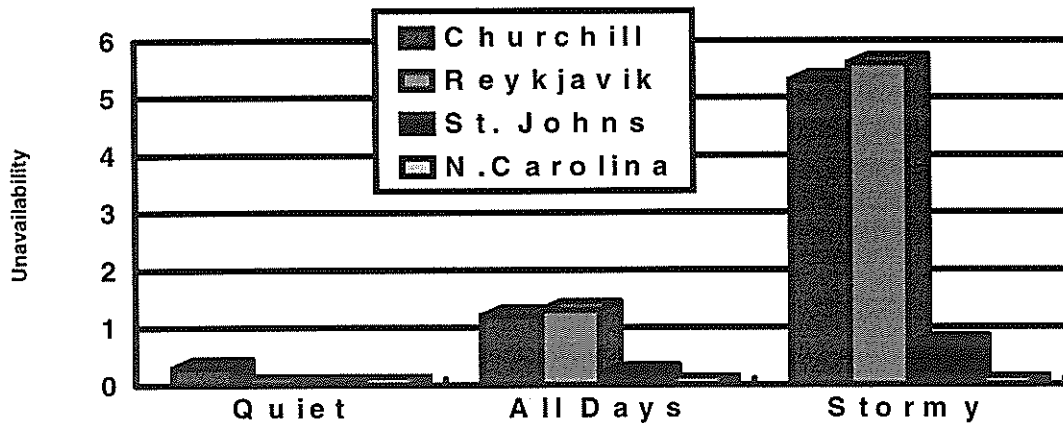 Churchill
Reykjavik
St. Johns
N.Carolina
6
5
4
3
2
1
0
Unavailability
Quiet
All Days
Stormy